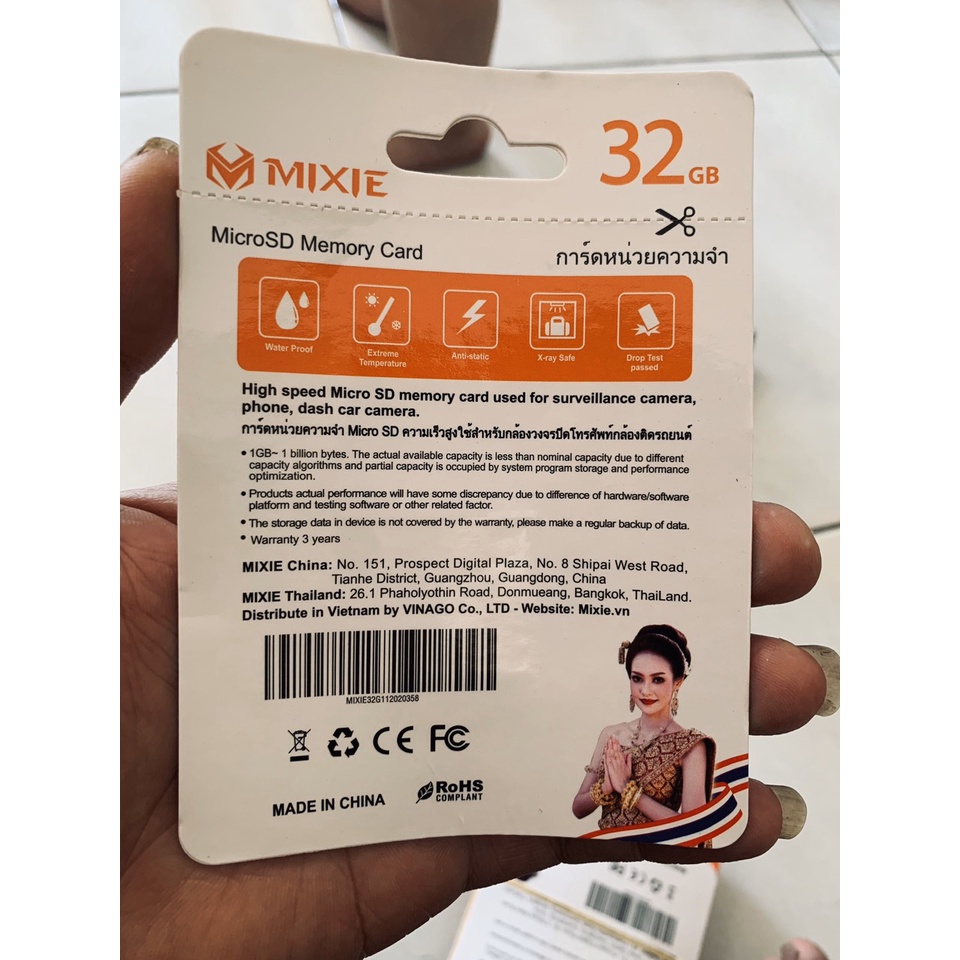 MIXIE
32GB
MicroSD Memory Card
การ์ดหน่วยความจำ
Water Proof
Extreme
Temperature
Anti-static
X-ray Safe
Drop Test
passed
High speed Micro SD memory card used for surveillance camera,
phone, dash car camera.
การ์ดหน่วยความจำ Micro SD ความเร็วสูงใช้สำหรับกล้องวงจรปิดโทรศัพท์กล้องติดรถยนต์
• 1GB~ 1 billion bytes. The actual available capacity is less than nominal capacity due to different
capacity algorithms and partial capacity is occupied by system program storage and performance
optimization.
• Products actual performance will have some discrepancy due to difference of hardware/software
platform and testing software or other related factor.
• The storage data in device is not covered by the warranty, please make a regular backup of data.
• Warranty 3 years
MIXIE China: No. 151, Prospect Digital Plaza, No. 8 Shipai West Road,
Tianhe District, Guangzhou, Guangdong, China
MIXIE Thailand: 26.1 Phaholyothin Road, Donmueang, Bangkok, ThaiLand.
Distribute in Vietnam by VINAGO Co., LTD - Website: Mixie.vn
MIXIE32G112020358
CE FC
MADE IN CHINA
RoHS
COMPLANT